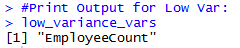 > #Print Output for Low Var:
> low_variance_vars
[1] "EmployeeCount"